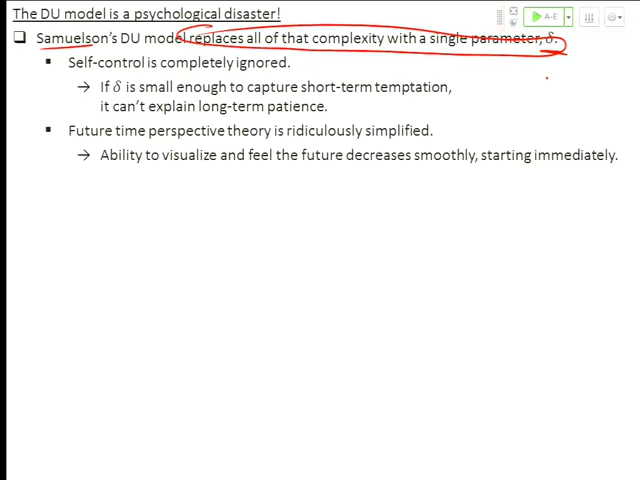 The DU model is a psychological disaster!
Samuelson's DU model replaces all of that complexity with a single parameter, δ.
Self-control is completely ignored.
→ If δ is small enough to capture short-term temptation,
it can't explain long-term patience.
Future time perspective theory is ridiculously simplified.
→ Ability to visualize and feel the future decreases smoothly, starting immediately.
A-E